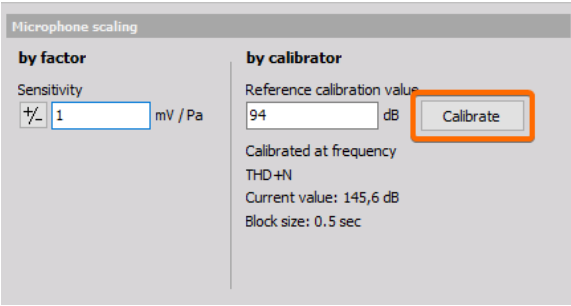 Microphone scaling
by factor
Sensitivity
+/- 1 mV / Pa
by calibrator
Reference calibration value
94 dB Calibrate
Calibrated at frequency
THD+N
Current value: 145,6 dB
Block size: 0.5 sec